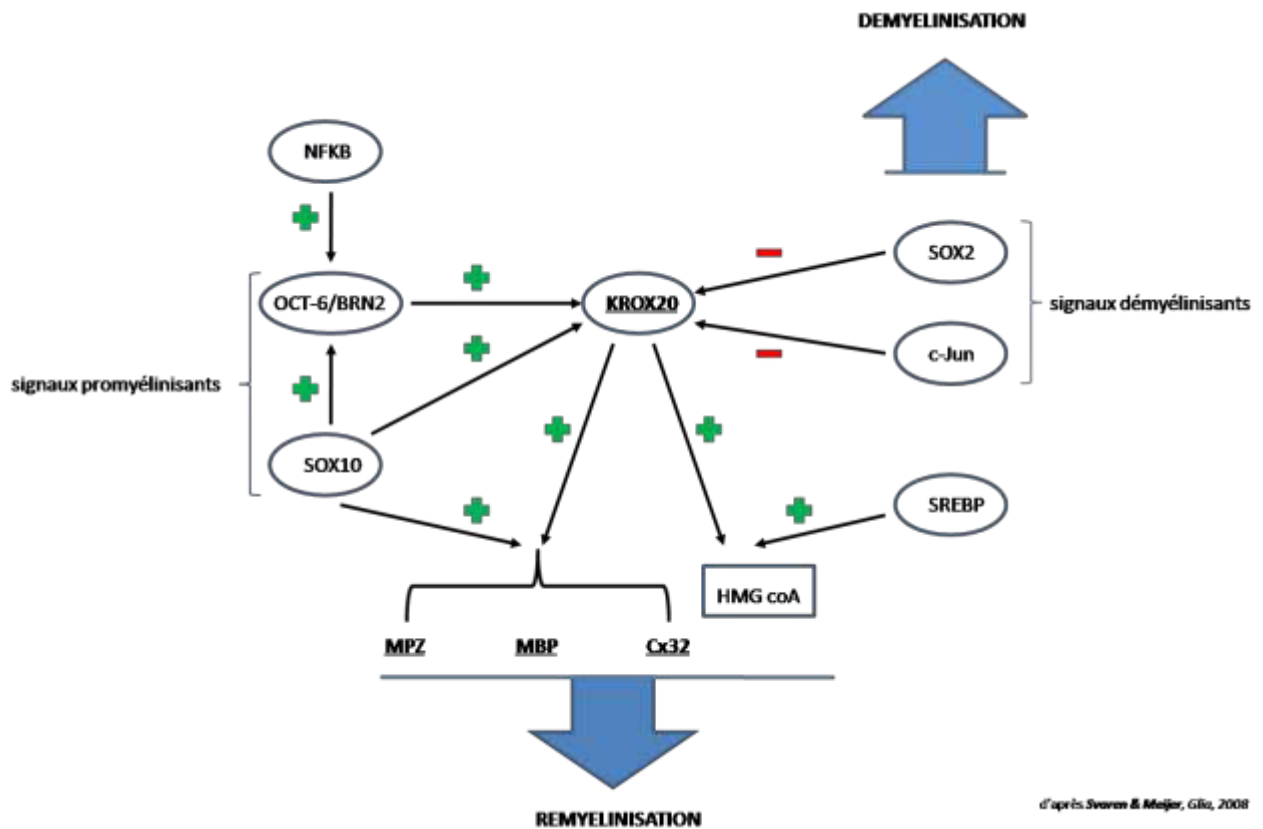 DEMYELINISATION
NFKB
SOX2
OCT-6/BRN2
KROX20
signaux démyélinisants
c-Jun
signaux promyélinisants
SOX10
SREBP
HMG coA
MPZ
MBP
Cx32
REMYELINISATION
d'après Svaren & Meijer, Glia, 2008